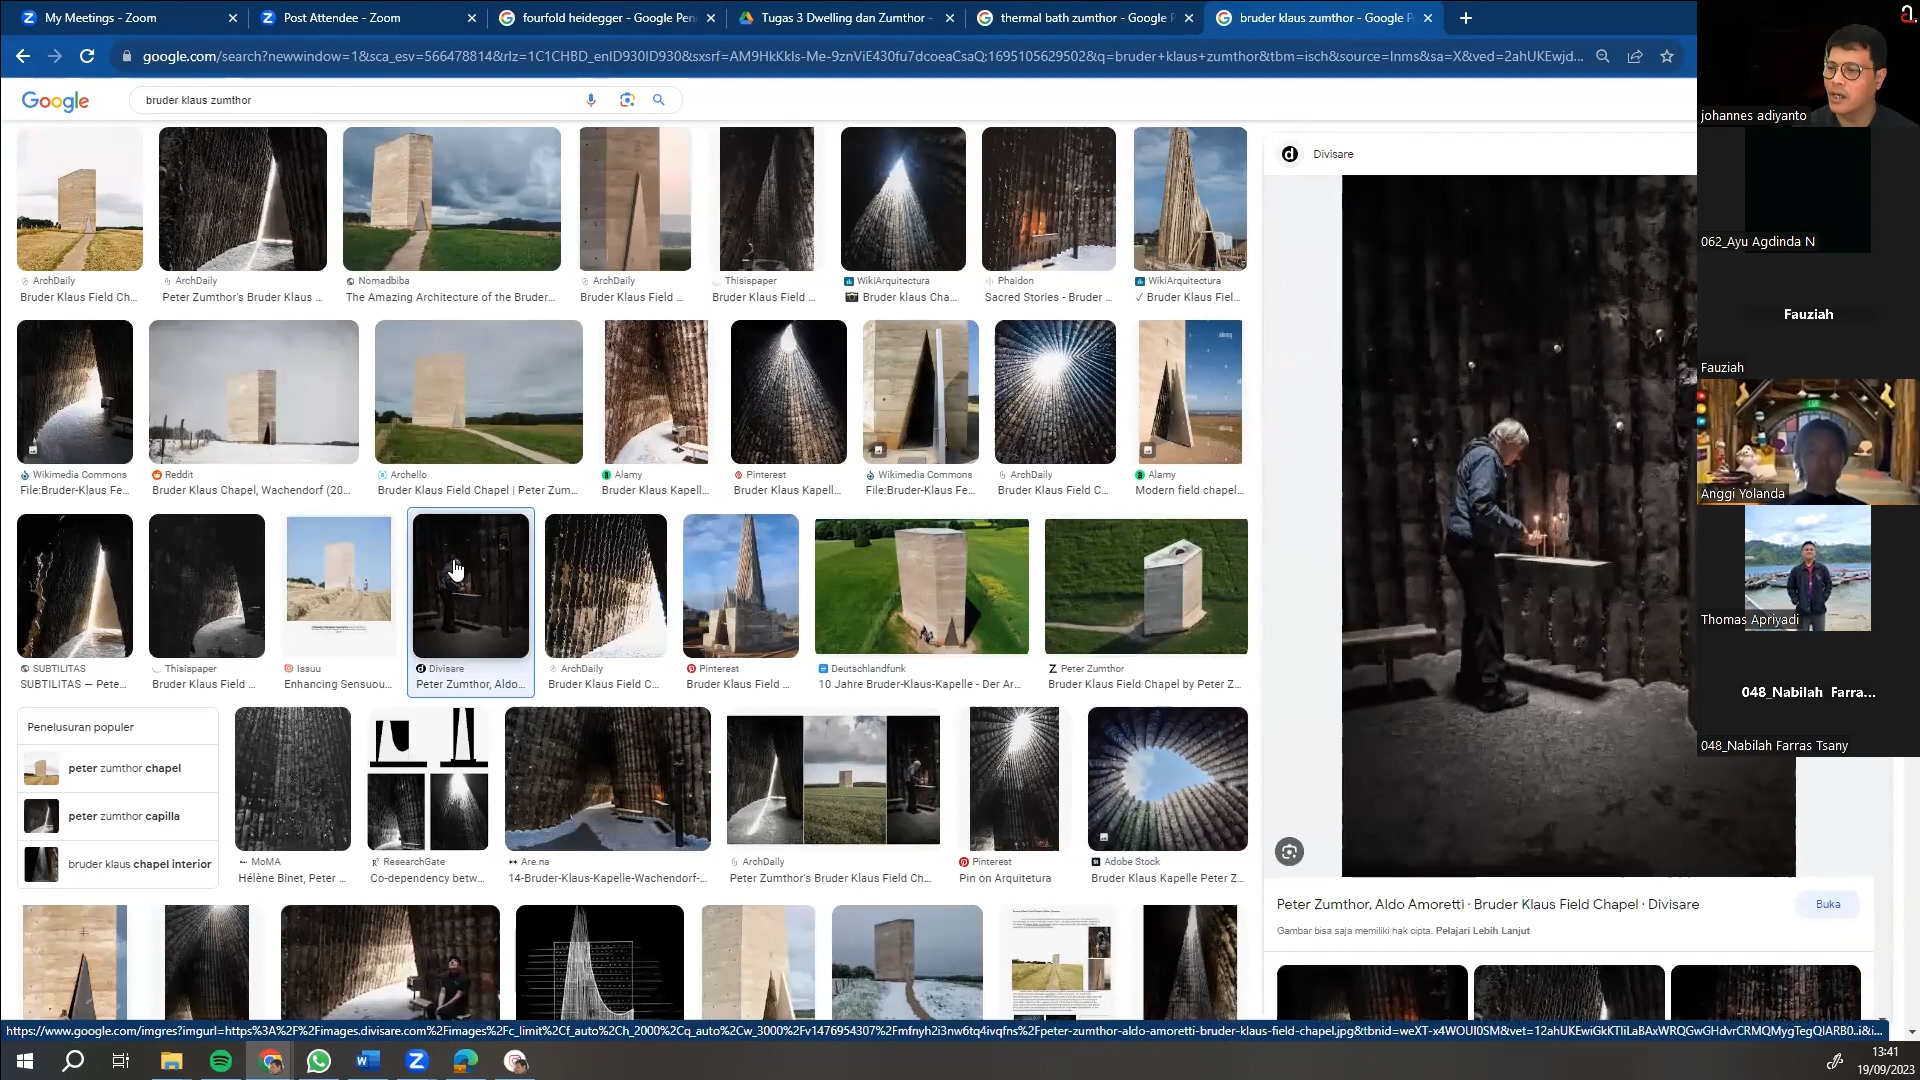 My Meetings - Zoom
Post Attendee - Zoom
fourfold heidegger - Google Pen
Tugas 3 Dwelling dan Zumthor -
thermal bath zumthor - Google P
bruder klaus zumthor - Google P
google.com/search?newwindow=1&sca_esv=566478814&rlz=1C1CHBD_enID930ID930&sxsrf=AM9HkKkls-Me-9znViE430fu7dcoeaCsaQ:1695105629502&q=bruder+klaus+zumthor&tbm=isch&source=lnms&sa=X&ved=2ahUKEwjd...
Google
bruder klaus zumthor
johannes adiyanto
Divisare
062_Ayu Agdinda N
ArchDaily
Bruder Klaus Field Ch...
ArchDaily
Peter Zumthor's Bruder Klaus ...
Nomadbiba
The Amazing Architecture of the Bruder...
ArchDaily
Bruder Klaus Field ...
Thisispaper
Bruder Klaus Field ...
WikiArquitectura
Bruder klaus Cha...
Phaidon
Sacred Stories - Bruder ...
WikiArquitectura
✓ Bruder Klaus Fiel...
Fauziah
Fauziah
Wikimedia Commons
File:Bruder-Klaus Fe...
Reddit
Bruder Klaus Chapel, Wachendorf (20...
Archello
Bruder Klaus Field Chapel | Peter Zum...
Alamy
Bruder Klaus Kapell...
Pinterest
Bruder Klaus Kapell...
Wikimedia Commons
File:Bruder-Klaus Fe...
ArchDaily
Bruder Klaus Field C...
Alamy
Modern field chapel...
Anggi Yolanda
Thomas Apriyadi
SUBTILITAS
SUBTILITAS — Pete...
Thisispaper
Bruder Klaus Field ...
Issuu
Enhancing Sensuou...
Divisare
Peter Zumthor, Aldo...
ArchDaily
Bruder Klaus Field C...
Pinterest
Bruder Klaus Field ...
Deutschlandfunk
10 Jahre Bruder-Klaus-Kapelle - Der Ar...
Peter Zumthor
Bruder Klaus Field Chapel by Peter Z...
048_Nabilah Farra...
048_Nabilah Farras Tsany
Penelusuran populer
peter zumthor chapel
peter zumthor capilla
bruder klaus chapel interior
MoMA
Hélène Binet, Peter ...
ResearchGate
Co-dependency betw...
Are.na
14-Bruder-Klaus-Kapelle-Wachendorf-...
ArchDaily
Peter Zumthor's Bruder Klaus Field Ch...
Pinterest
Pin on Arquitetura
Adobe Stock
Bruder Klaus Kapelle Peter Z...
Peter Zumthor, Aldo Amoretti · Bruder Klaus Field Chapel · Divisare
Buka
Gambar bisa saja memiliki hak cipta. Pelajari Lebih Lanjut
13:41
19/09/2023